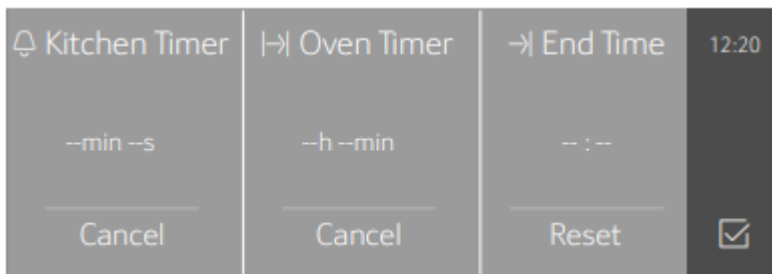 Kitchen Timer
--min --s
Cancel
Oven Timer
--h --min
Cancel
End Time
-- : --
Reset
12:20